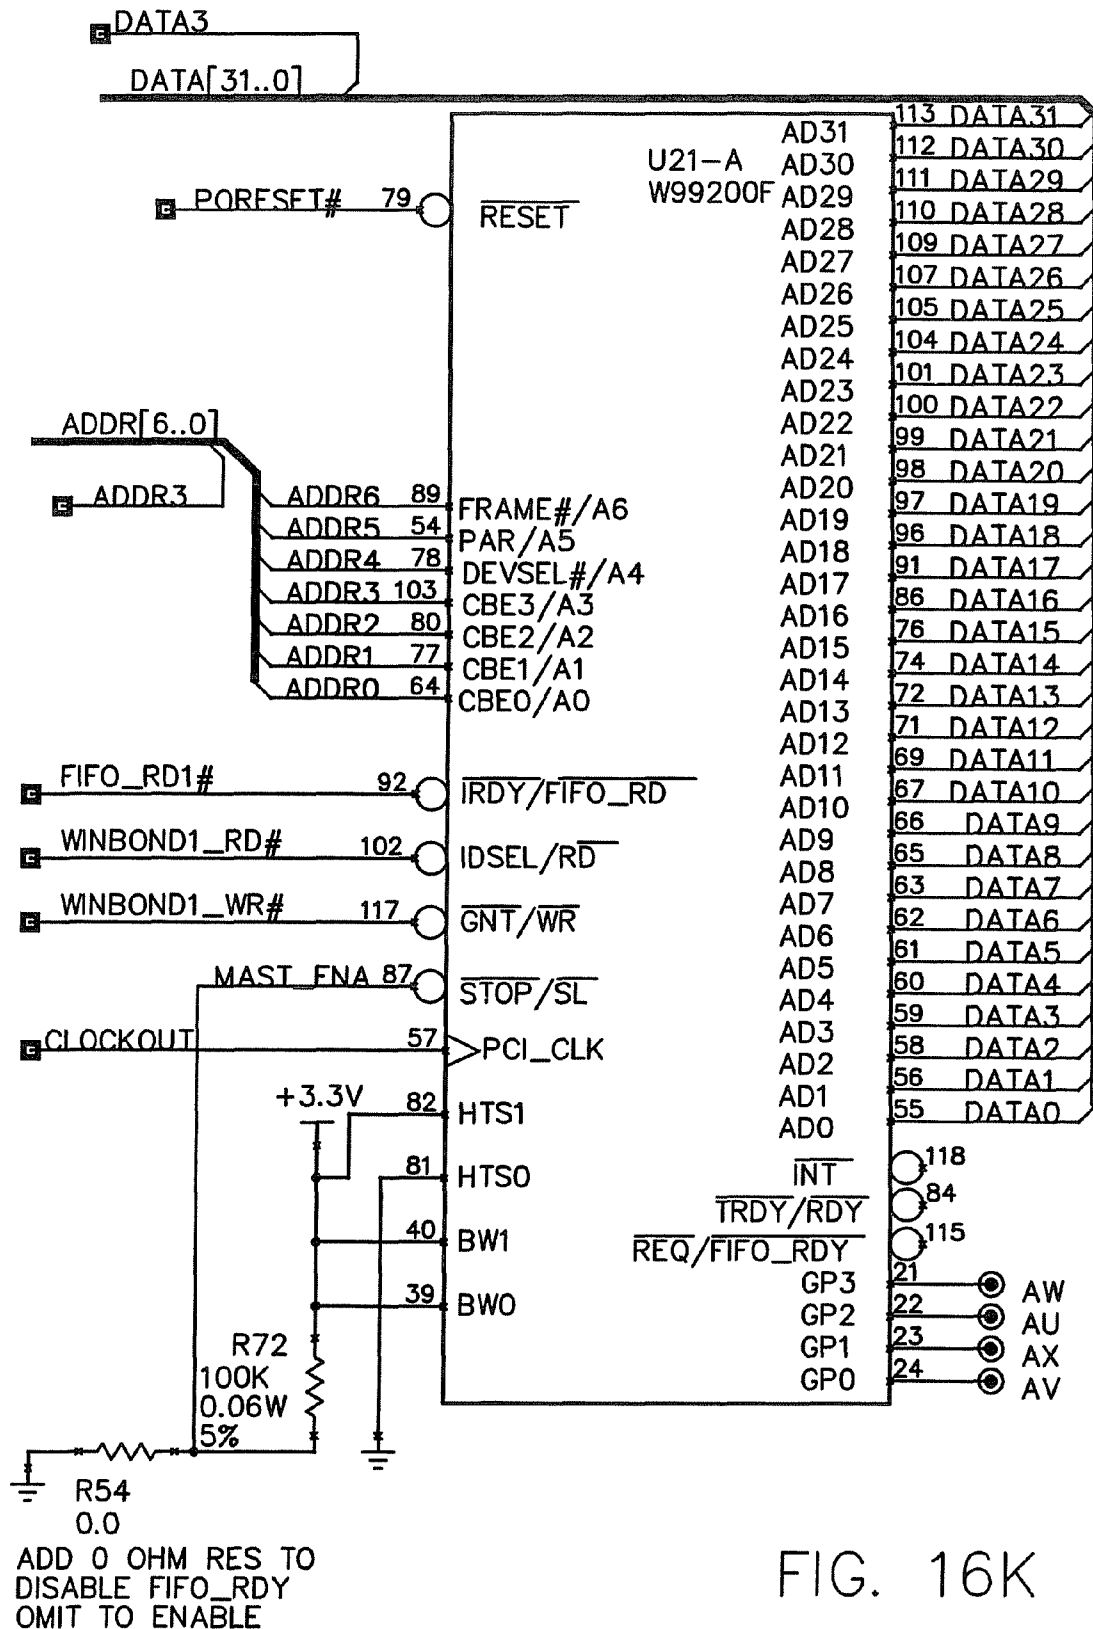 DATA3
DATA[31..0]
U21-A
W99200F
PORESET# 79 RESET
ADDR[6..0]
ADDR3
ADDR6 89 FRAME#/A6
ADDR5 54 PAR/A5
ADDR4 78 DEVSEL#/A4
ADDR3 103 CBE3/A3
ADDR2 80 CBE2/A2
ADDR1 77 CBE1/A1
ADDR0 64 CBE0/A0
FIFO_RD1# 92 IRDY/FIFO_RD
WINBOND1_RD# 102 IDSEL/RD
WINBOND1_WR# 117 GNT/WR
MAST_ENA 87 STOP/SL
CLOCKOUT 57 PCI_CLK
+3.3V
82 HTS1
81 HTS0
40 BW1
39 BW0
R72
100K
0.06W
5%
R54
0.0
ADD 0 OHM RES TO
DISABLE FIFO_RDY
OMIT TO ENABLE
AD31 113 DATA31
AD30 112 DATA30
AD29 111 DATA29
AD28 110 DATA28
AD27 109 DATA27
AD26 107 DATA26
AD25 105 DATA25
AD24 104 DATA24
AD23 101 DATA23
AD22 100 DATA22
AD21 99 DATA21
AD20 98 DATA20
AD19 97 DATA19
AD18 96 DATA18
AD17 91 DATA17
AD16 86 DATA16
AD15 76 DATA15
AD14 74 DATA14
AD13 72 DATA13
AD12 71 DATA12
AD11 69 DATA11
AD10 67 DATA10
AD9 66 DATA9
AD8 65 DATA8
AD7 63 DATA7
AD6 62 DATA6
AD5 61 DATA5
AD4 60 DATA4
AD3 59 DATA3
AD2 58 DATA2
AD1 56 DATA1
AD0 55 DATA0
INT 118
TRDY/RDY 84
REQ/FIFO_RDY 115
GP3 21 AW
GP2 22 AU
GP1 23 AX
GP0 24 AV
FIG. 16K